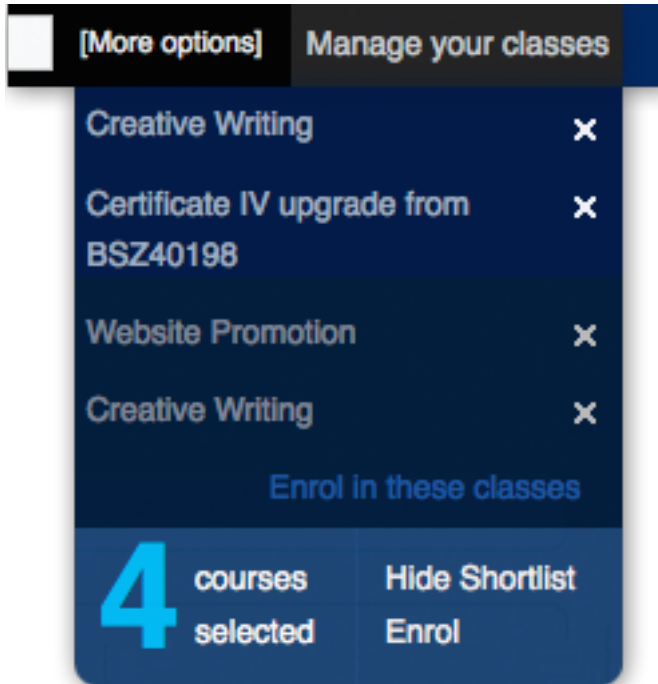 [More options] Manage your classes
Creative Writing ×
Certificate IV upgrade from ×
BSZ40198
Website Promotion ×
Creative Writing ×
Enrol in these classes
4 courses selected
Hide Shortlist
Enrol